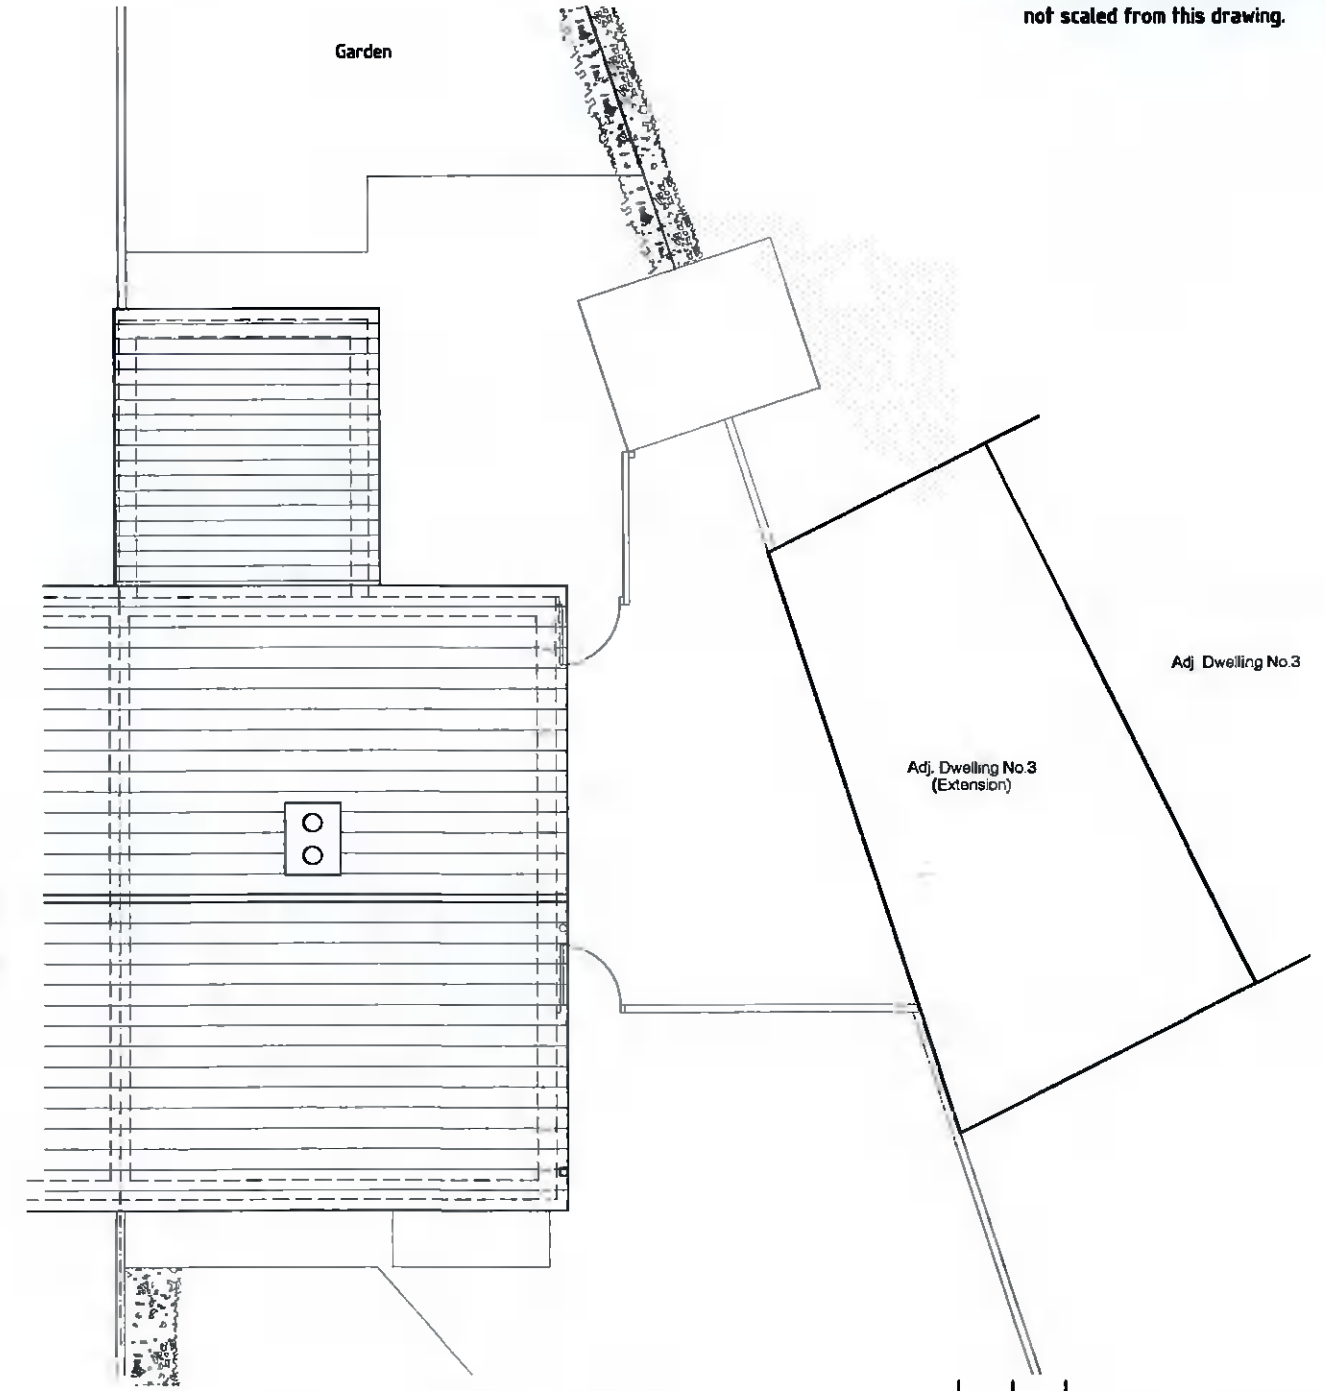 not scaled from this drawing.
Garden
Adj. Dwelling No.3
Adj. Dwelling No.3
(Extension)